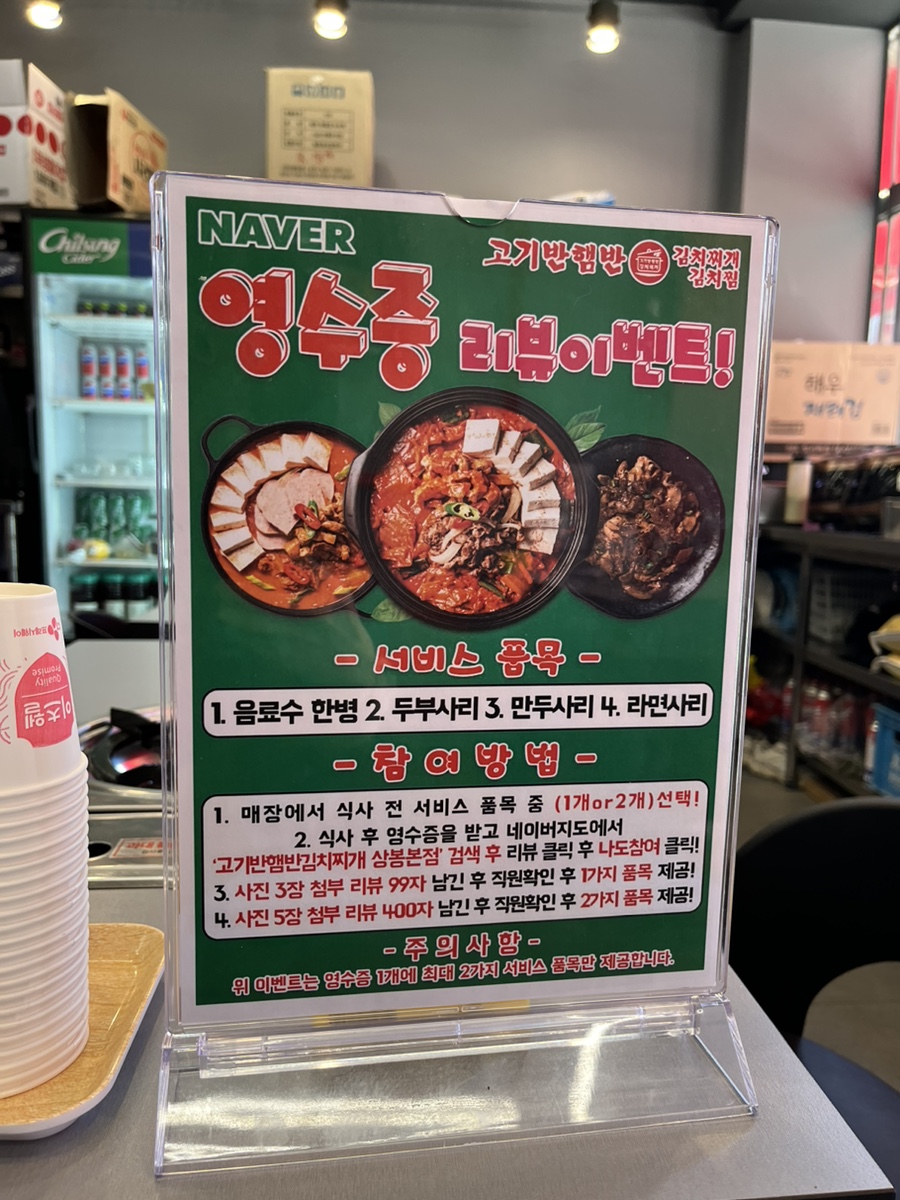 NAVER
고기반햄반
김치찌개
김치찜
영수증 리뷰이벤트!
- 서비스 품목 -
1. 음료수 한병 2. 두부사리 3. 만두사리 4. 라면사리
- 참여방법 -
1. 매장에서 식사 전 서비스 품목 중 (1개or2개)선택!
2. 식사 후 영수증을 받고 네이버지도에서
'고기반햄반김치찌개 상봉본점' 검색 후 리뷰 클릭 후 나도참여 클릭!
3. 사진 3장 첨부 리뷰 99자 남긴 후 직원확인 후 1가지 품목 제공!
4. 사진 5장 첨부 리뷰 400자 남긴 후 직원확인 후 2가지 품목 제공!
- 주의사항 -
위 이벤트는 영수증 1개에 최대 2가지 서비스 품목만 제공합니다.
Chilsung
Cider
프레시웨이
Quality
Promise
이츠웰